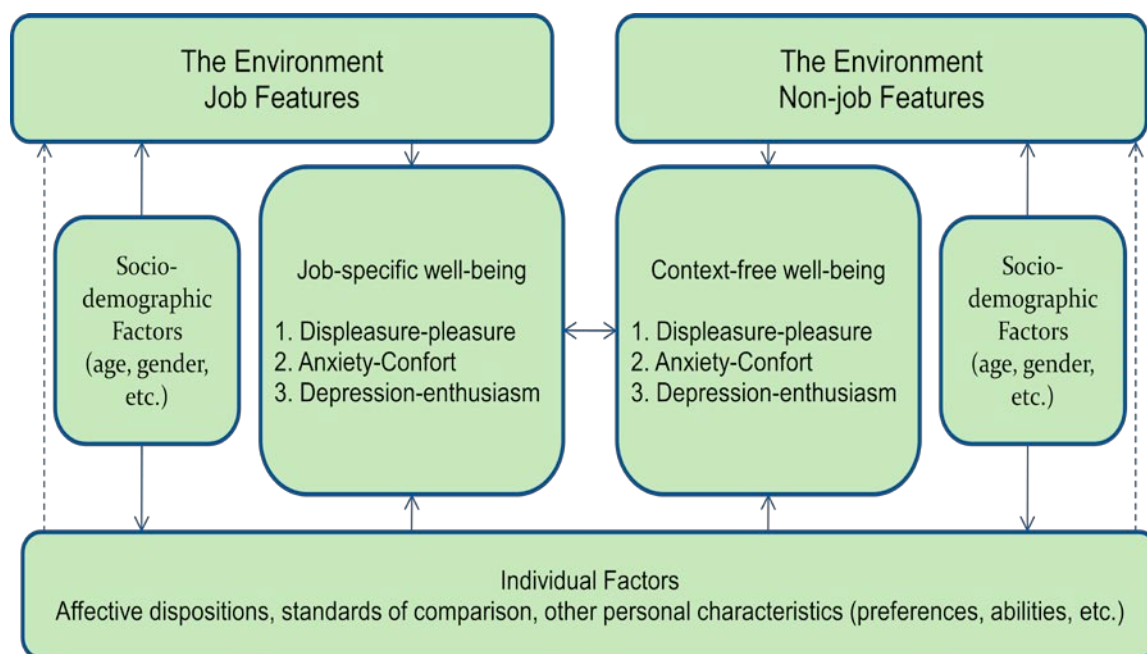 The Environment
Job Features
The Environment
Non-job Features
Socio-
demographic
Factors
(age, gender,
etc.)
Job-specific well-being
1. Displeasure-pleasure
2. Anxiety-Confort
3. Depression-enthusiasm
Context-free well-being
1. Displeasure-pleasure
2. Anxiety-Confort
3. Depression-enthusiasm
Socio-
demographic
Factors
(age, gender,
etc.)
Individual Factors
Affective dispositions, standards of comparison, other personal characteristics (preferences, abilities, etc.)